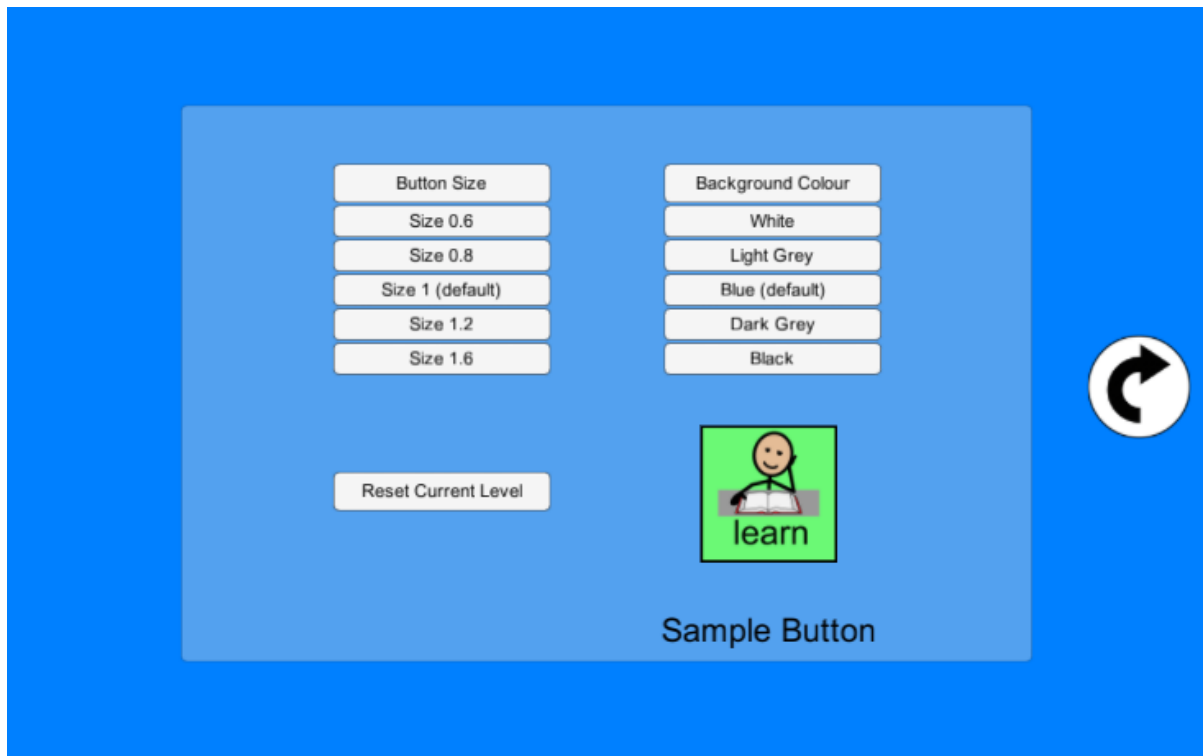 Button Size
Size 0.6
Size 0.8
Size 1 (default)
Size 1.2
Size 1.6
Background Colour
White
Light Grey
Blue (default)
Dark Grey
Black
Reset Current Level
learn
Sample Button